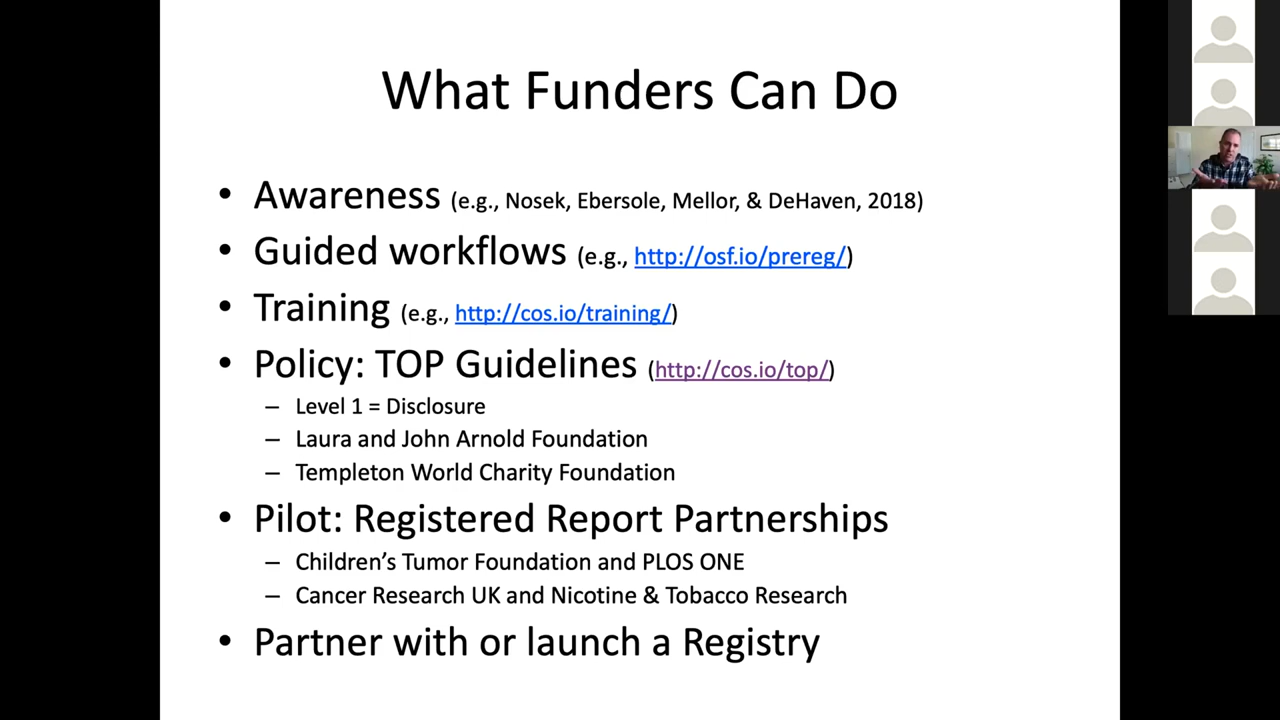 What Funders Can Do
• Awareness (e.g., Nosek, Ebersole, Mellor, & DeHaven, 2018)
• Guided workflows (e.g., http://osf.io/prereg/)
• Training (e.g., http://cos.io/training/)
• Policy: TOP Guidelines (http://cos.io/top/)
– Level 1 = Disclosure
– Laura and John Arnold Foundation
– Templeton World Charity Foundation
• Pilot: Registered Report Partnerships
– Children’s Tumor Foundation and PLOS ONE
– Cancer Research UK and Nicotine & Tobacco Research
• Partner with or launch a Registry